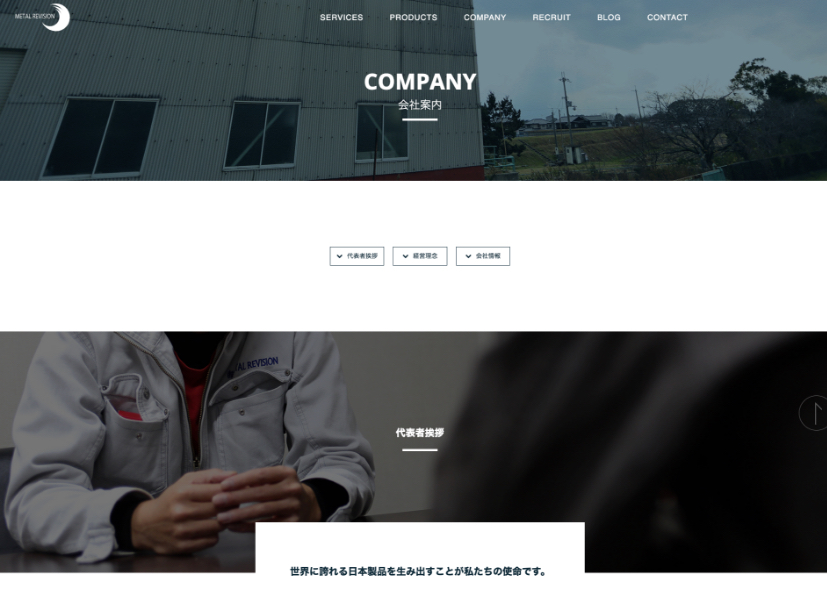 METAL REVISION
SERVICES PRODUCTS COMPANY RECRUIT BLOG CONTACT
COMPANY
会社案内
代表者挨拶 経営理念 会社情報
TAL REVISION
代表者挨拶
世界に誇れる日本製品を生み出すことが私たちの使命です。